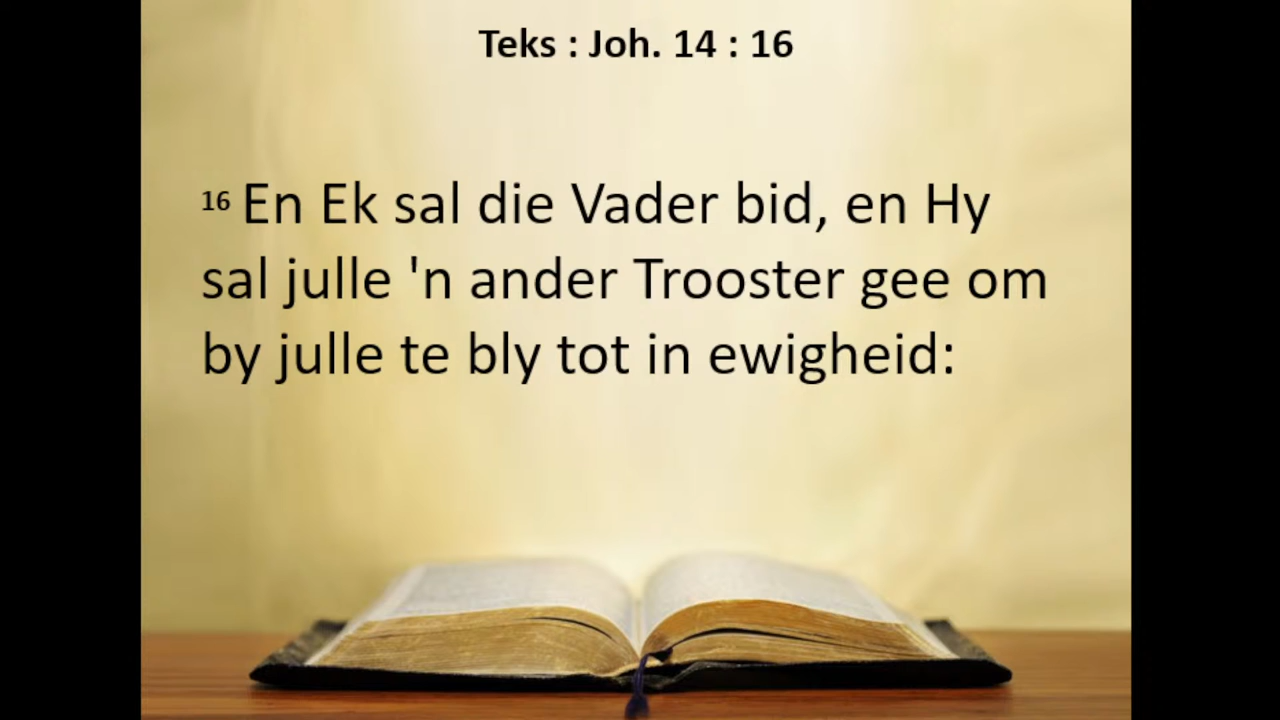 Teks : Joh. 14 : 16
16 En Ek sal die Vader bid, en Hy
sal julle 'n ander Trooster gee om
by julle te bly tot in ewigheid: